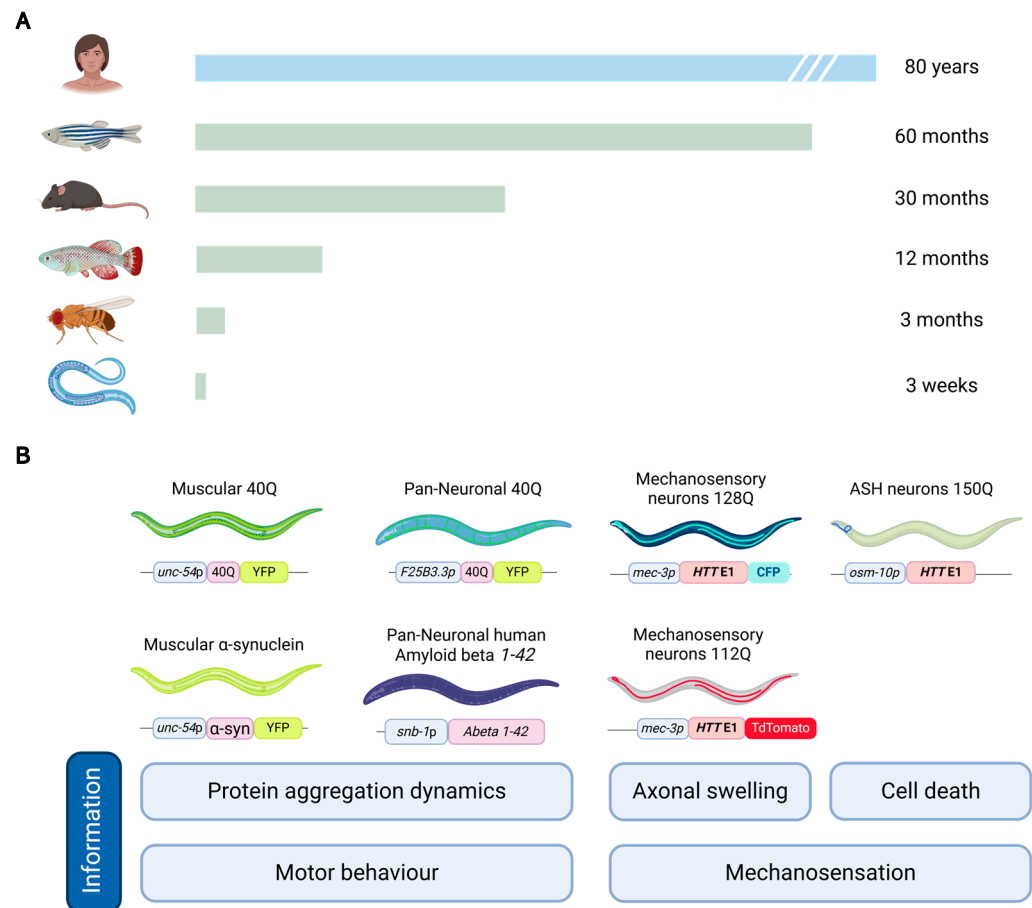 A
80 years
60 months
30 months
12 months
3 months
3 weeks
B
Muscular 40Q
unc-54p 40Q YFP
Pan-Neuronal 40Q
F25B3.3p 40Q YFP
Mechanosensory
neurons 128Q
mec-3p HTT E1 CFP
ASH neurons 150Q
osm-10p HTT E1
Muscular α-synuclein
unc-54p α-syn YFP
Pan-Neuronal human
Amyloid beta 1-42
snb-1p Abeta 1-42
Mechanosensory
neurons 112Q
mec-3p HTT E1 TdTomato
Information
Protein aggregation dynamics
Axonal swelling
Cell death
Motor behaviour
Mechanosensation